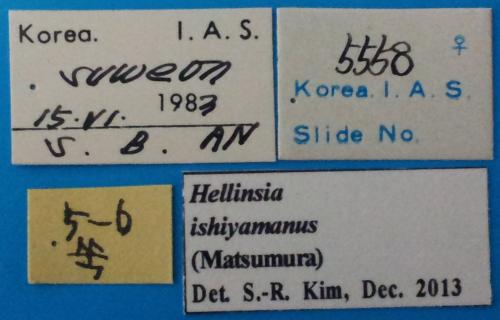 Korea. I. A. S.
. suweon
15. VI. 1983
S. B. AN
5558 ♀
Korea. I. A. S.
Slide No.
5-6
Hellinsia
ishiyamanus
(Matsumura)
Det. S.-R. Kim, Dec. 2013